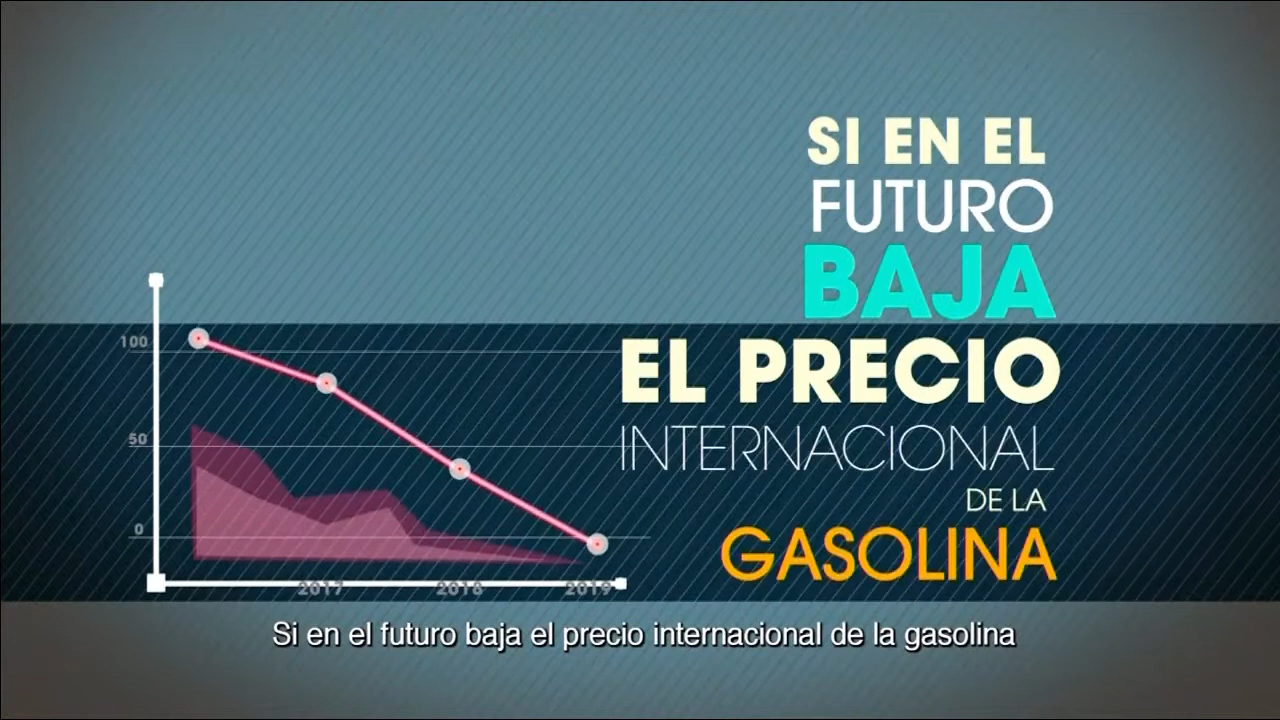 SI EN EL
FUTURO
BAJA
EL PRECIO
INTERNACIONAL
DE LA
GASOLINA
100
50
0
2017
2018
2019
Si en el futuro baja el precio internacional de la gasolina